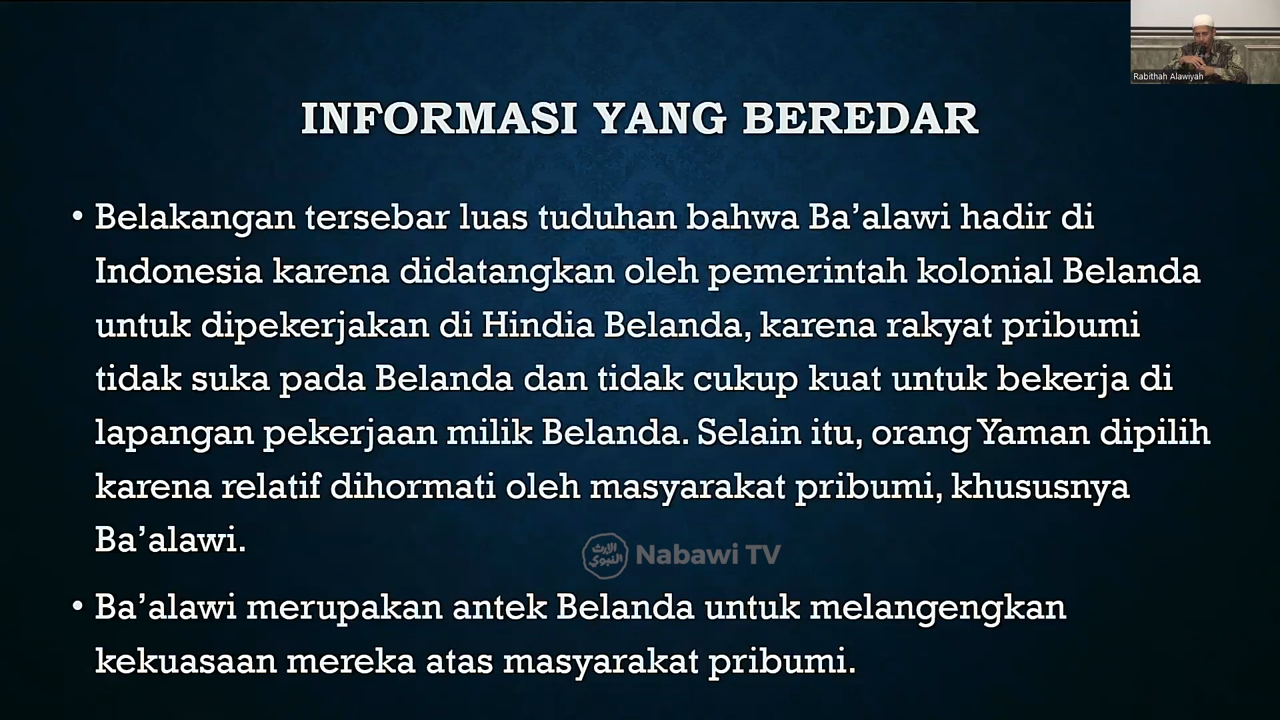 Rabithah Alawiyah
INFORMASI YANG BEREDAR
• Belakangan tersebar luas tuduhan bahwa Ba’alawi hadir di
Indonesia karena didatangkan oleh pemerintah kolonial Belanda
untuk dipekerjakan di Hindia Belanda, karena rakyat pribumi
tidak suka pada Belanda dan tidak cukup kuat untuk bekerja di
lapangan pekerjaan milik Belanda. Selain itu, orang Yaman dipilih
karena relatif dihormati oleh masyarakat pribumi, khususnya
Ba’alawi.
الإرث النبوي Nabawi TV
• Ba’alawi merupakan antek Belanda untuk melangengkan
kekuasaan mereka atas masyarakat pribumi.